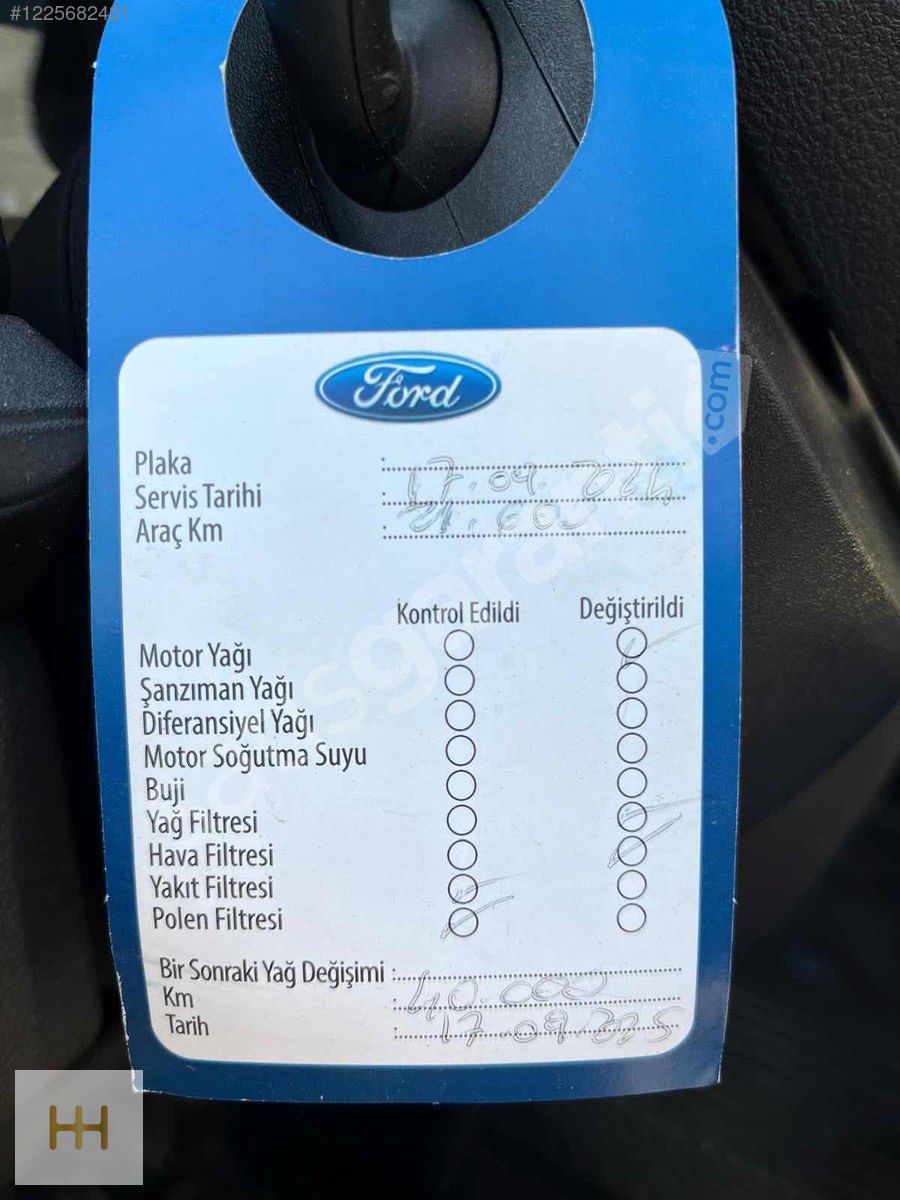 #1225682451
Ford
Plaka :
Servis Tarihi : 17.09.2024
Araç Km :
Kontrol Edildi Değiştirildi
Motor Yağı
Şanzıman Yağı
Diferansiyel Yağı
Motor Soğutma Suyu
Buji
Yağ Filtresi
Hava Filtresi
Yakıt Filtresi
Polen Filtresi
Bir Sonraki Yağ Değişimi :
Km : 40.000
Tarih : 17.09.2025